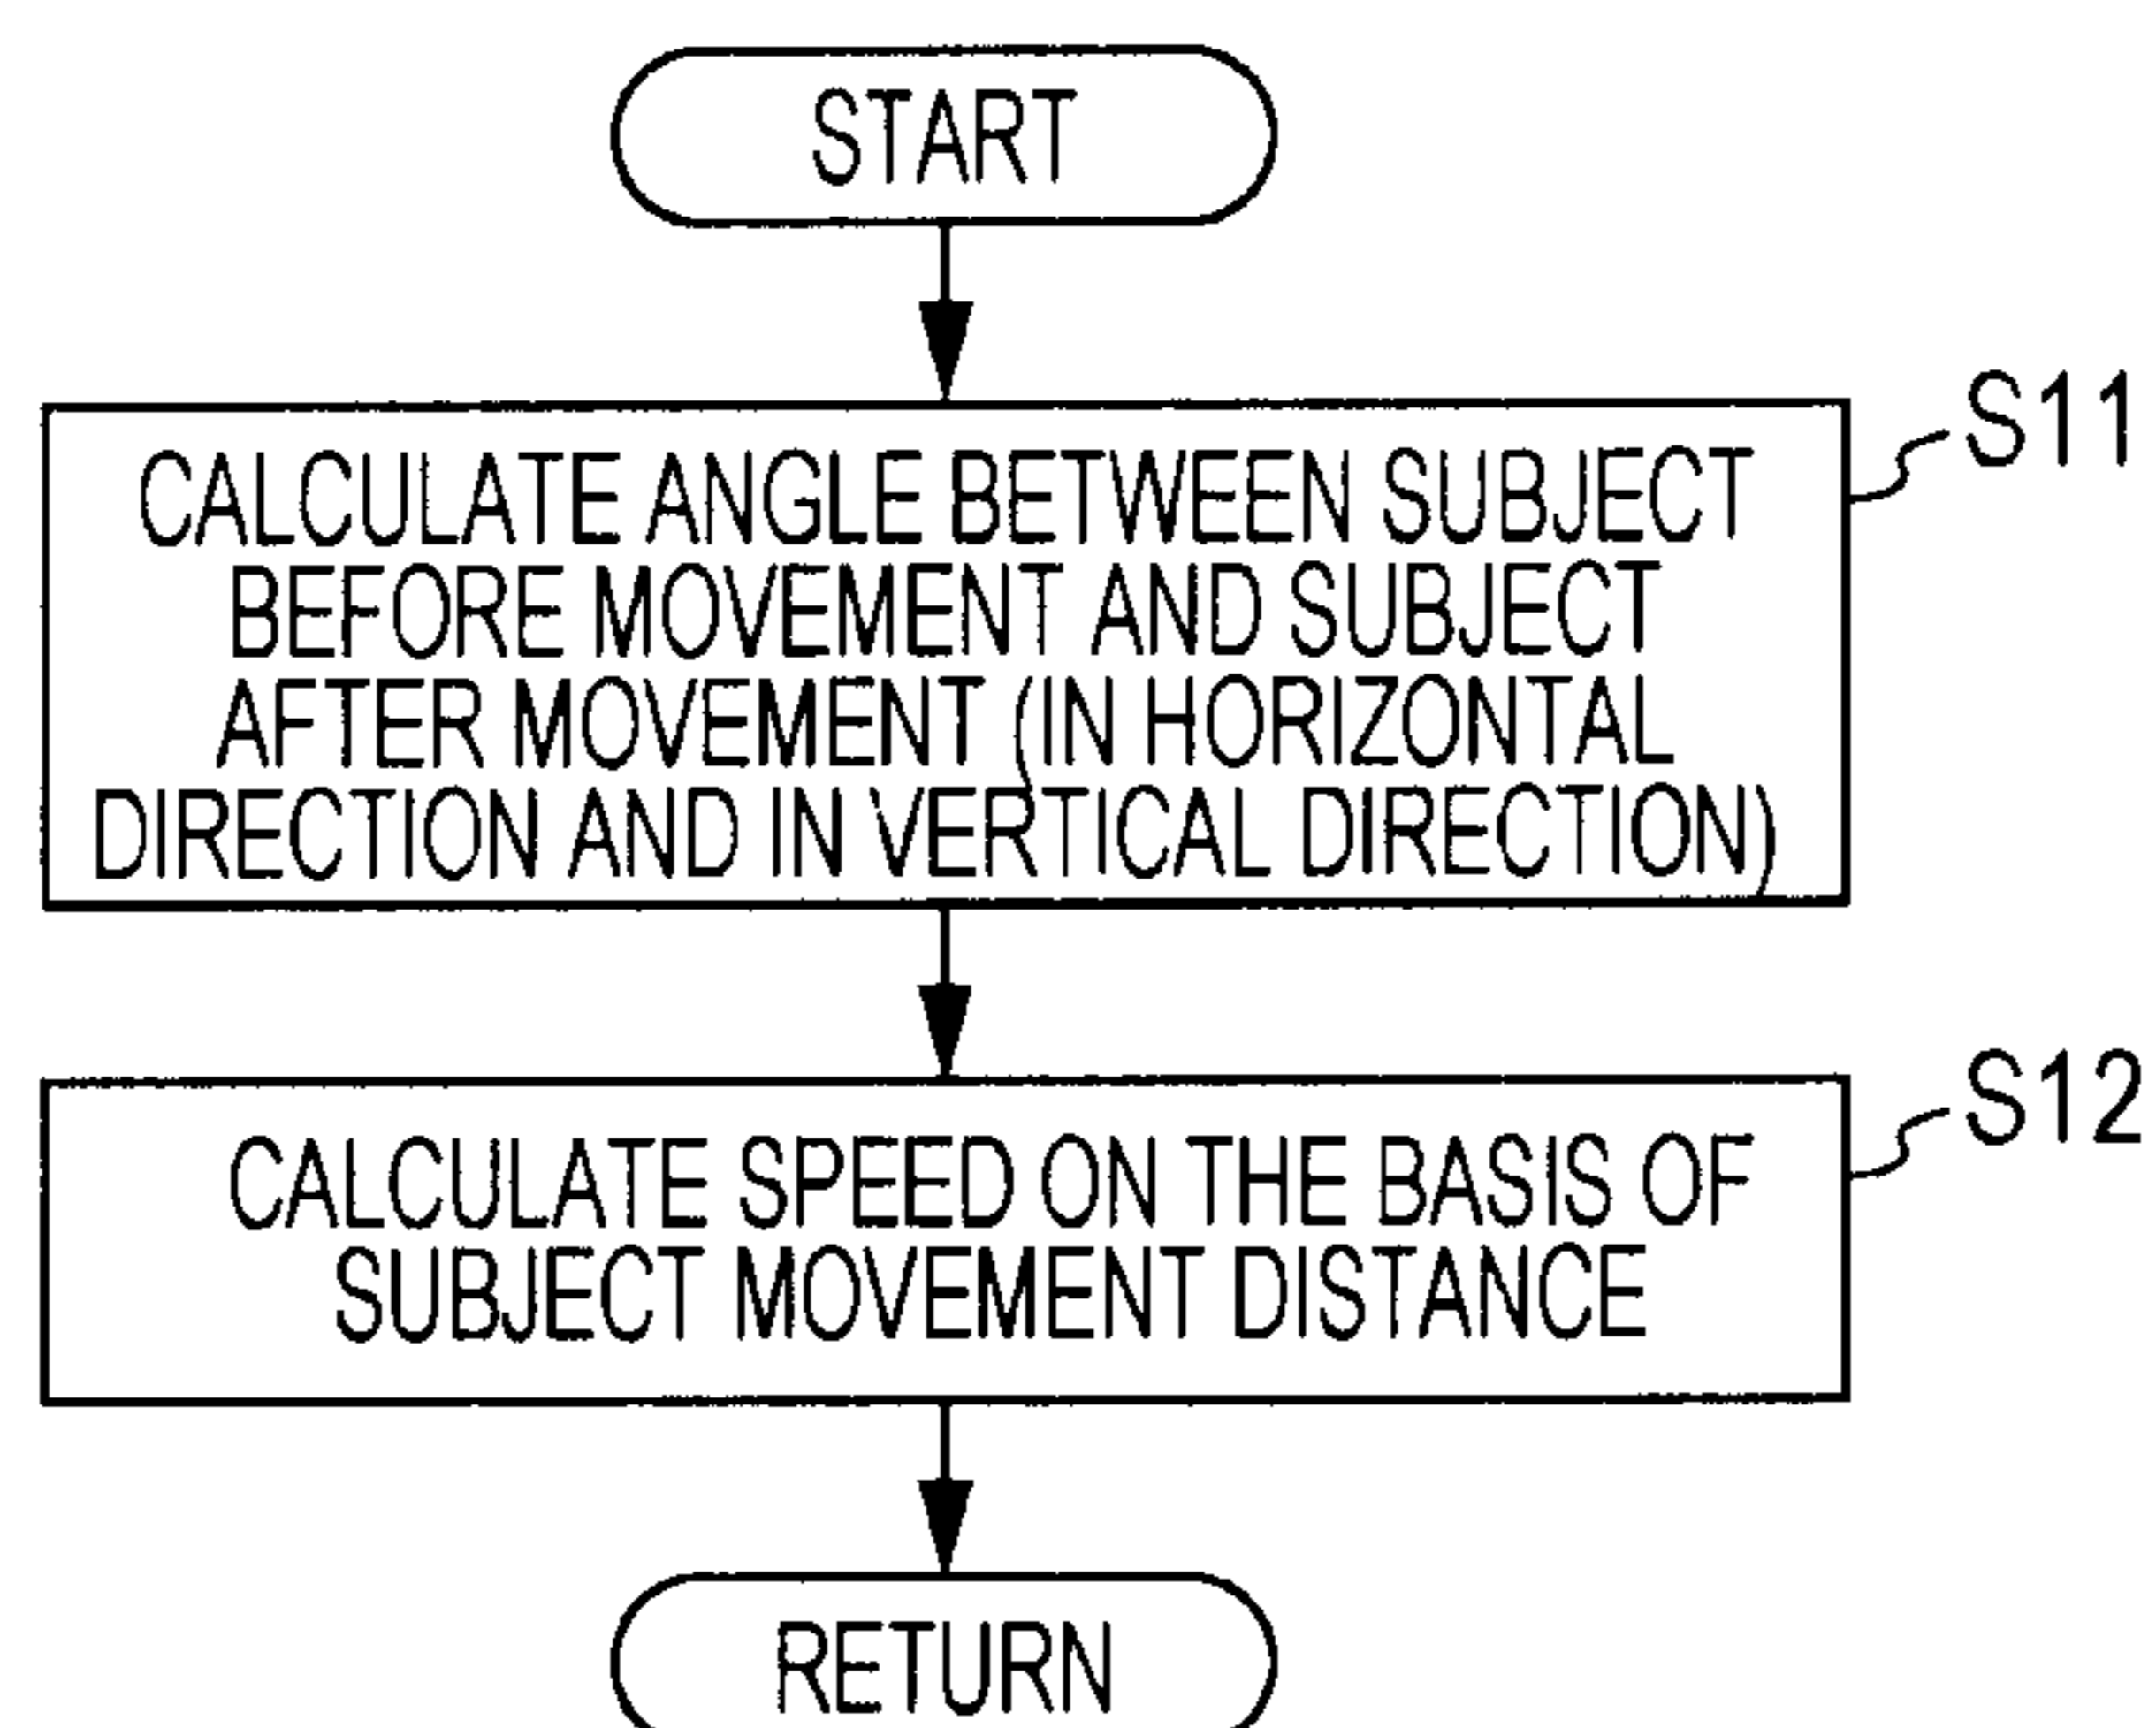 START
S11
CALCULATE ANGLE BETWEEN SUBJECT
BEFORE MOVEMENT AND SUBJECT
AFTER MOVEMENT (IN HORIZONTAL
DIRECTION AND IN VERTICAL DIRECTION)
S12
CALCULATE SPEED ON THE BASIS OF
SUBJECT MOVEMENT DISTANCE
RETURN